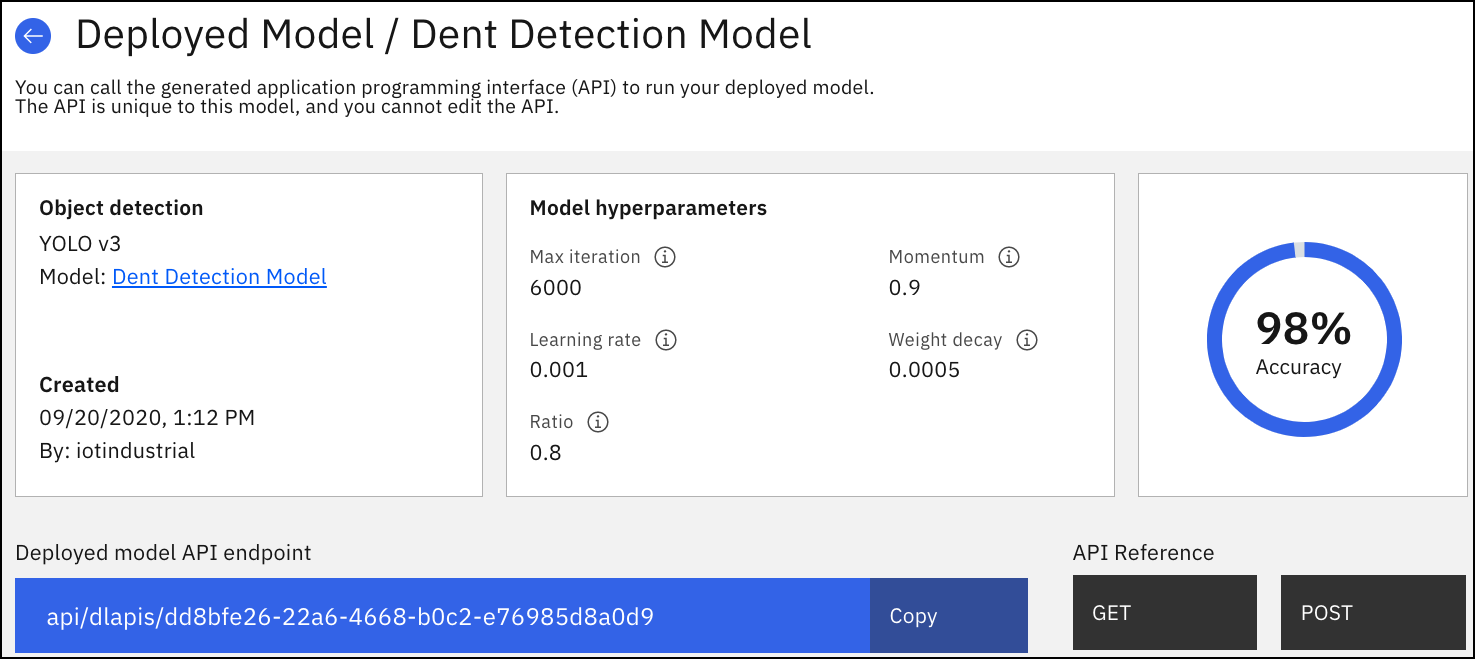 Deployed Model / Dent Detection Model
You can call the generated application programming interface (API) to run your deployed model.
The API is unique to this model, and you cannot edit the API.
Object detection
YOLO v3
Model: Dent Detection Model
Created
09/20/2020, 1:12 PM
By: iotindustrial
Model hyperparameters
Max iteration
6000
Momentum
0.9
Learning rate
0.001
Weight decay
0.0005
Ratio
0.8
98%
Accuracy
Deployed model API endpoint
api/dlapis/dd8bfe26-22a6-4668-b0c2-e76985d8a0d9
Copy
API Reference
GET
POST